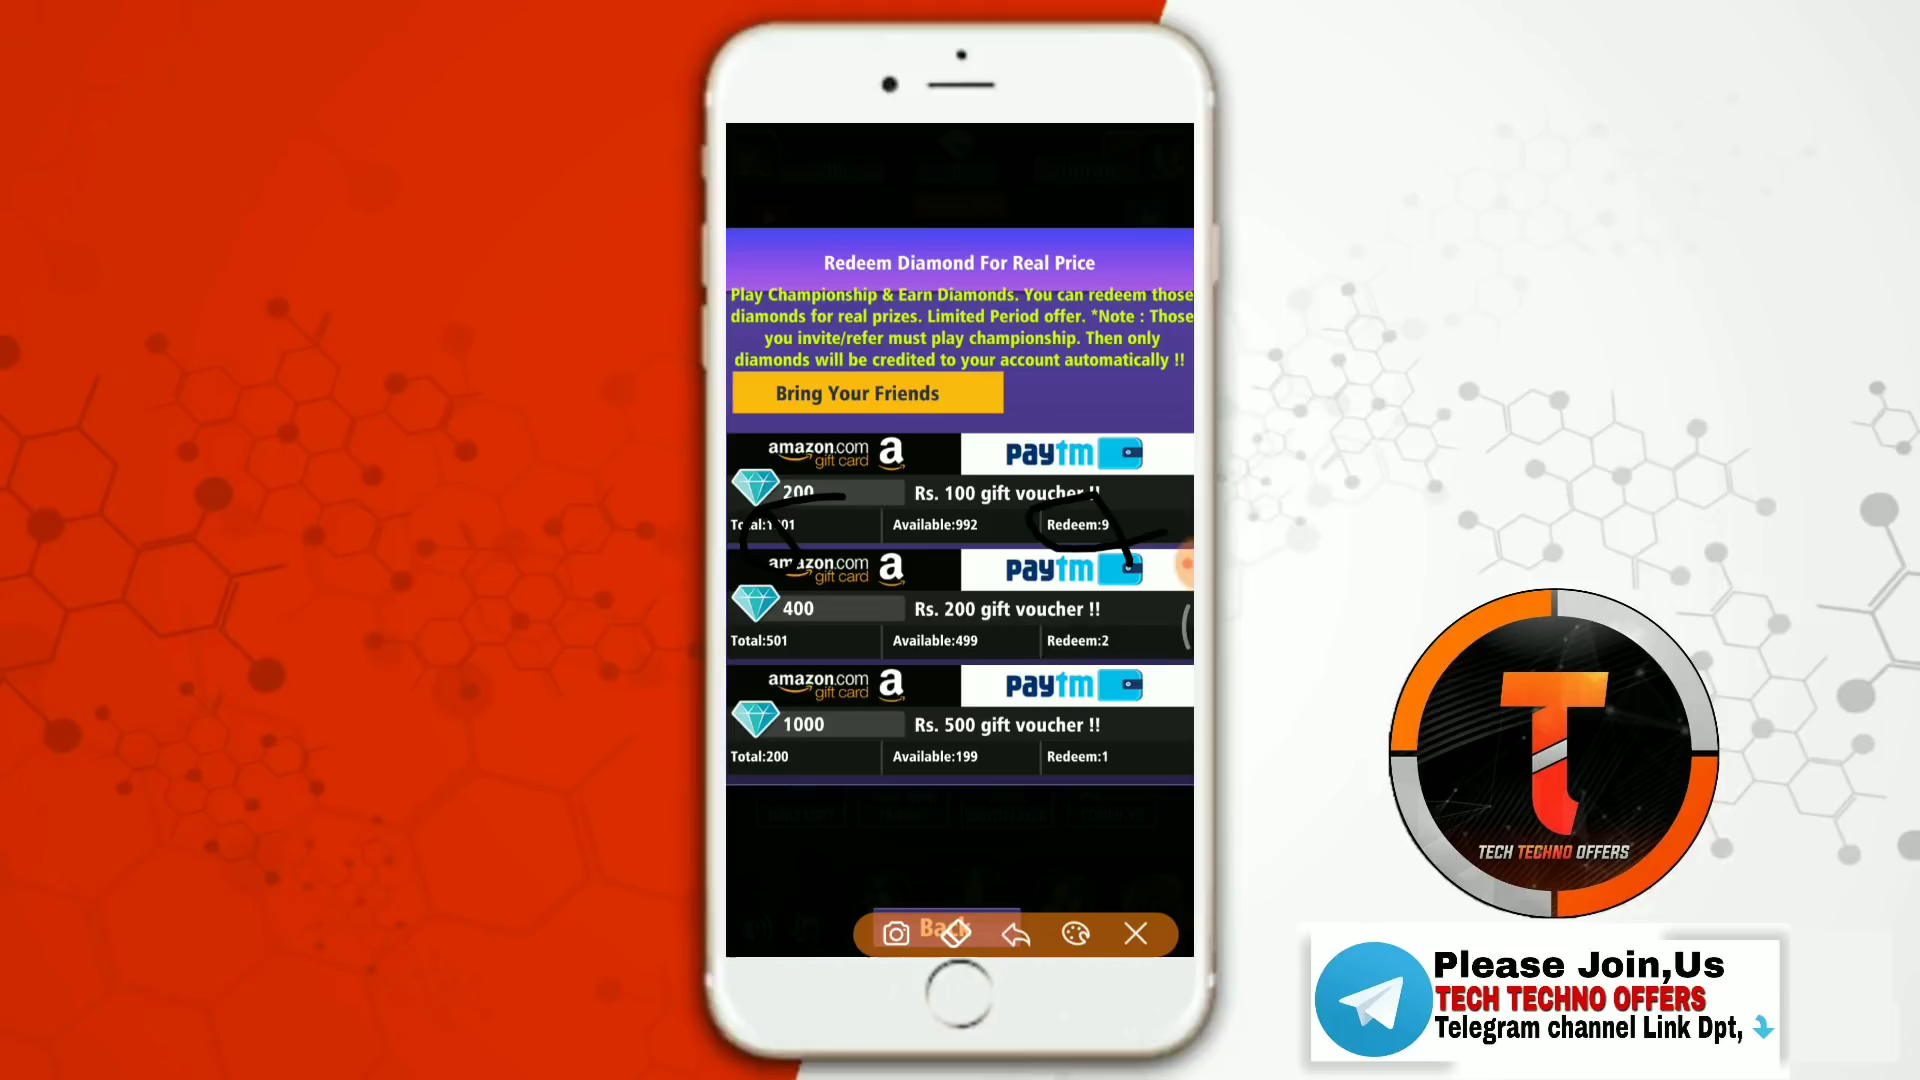 Redeem Diamond For Real Price
Play Championship & Earn Diamonds. You can redeem those
diamonds for real prizes. Limited Period offer. *Note : Those
you invite/refer must play championship. Then only
diamonds will be credited to your account automatically !!
Bring Your Friends
amazon.com a paytm
gift card
200 Rs. 100 gift voucher !!
Total:1001 Available:992 Redeem:9
amazon.com a paytm
gift card
400 Rs. 200 gift voucher !!
Total:501 Available:499 Redeem:2
amazon.com a paytm
gift card
1000 Rs. 500 gift voucher !!
Total:200 Available:199 Redeem:1
Back
T
TECH TECHNO OFFERS
Please Join,Us
TECH TECHNO OFFERS
Telegram channel Link Dpt,